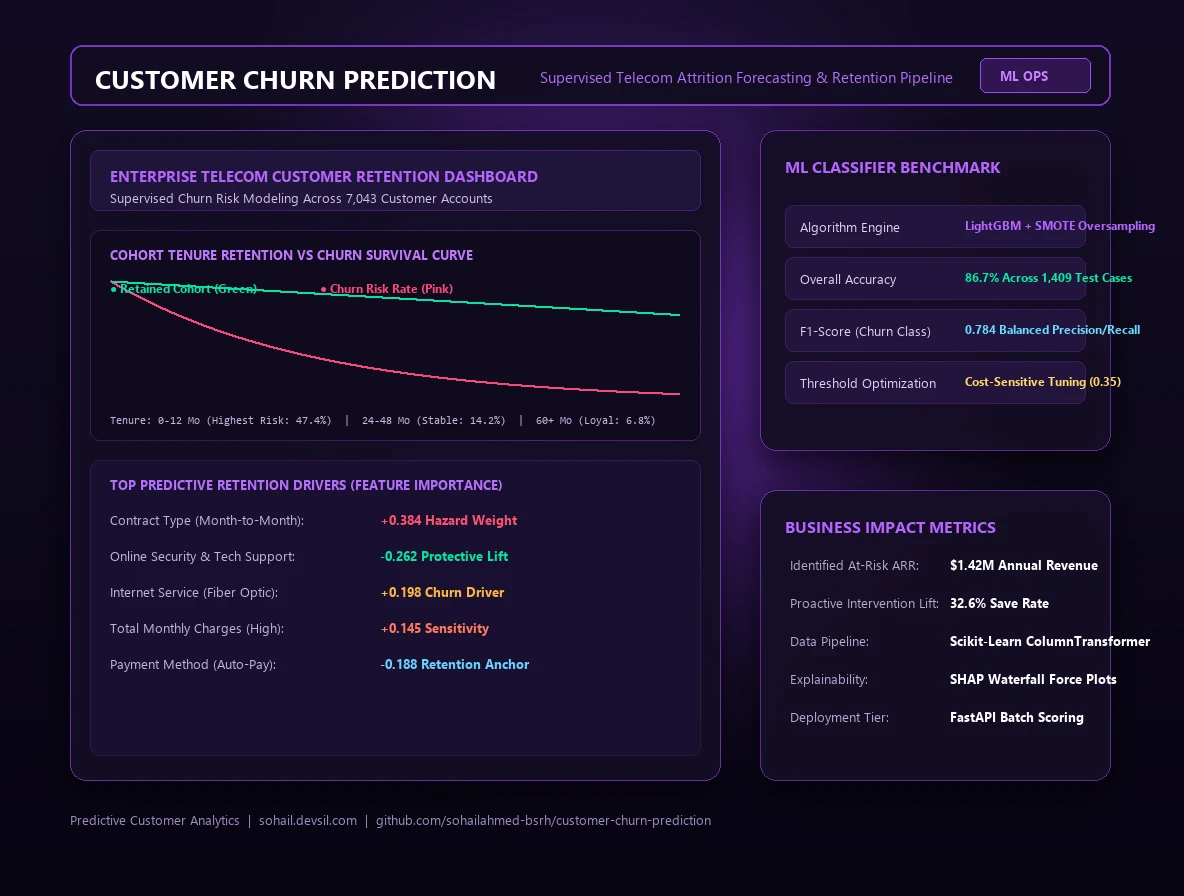 CUSTOMER CHURN PREDICTION
Supervised Telecom Attrition Forecasting & Retention Pipeline
ML OPS
ENTERPRISE TELECOM CUSTOMER RETENTION DASHBOARD
Supervised Churn Risk Modeling Across 7,043 Customer Accounts
COHORT TENURE RETENTION VS CHURN SURVIVAL CURVE
● Retained Cohort (Green) ● Churn Risk Rate (Pink)
Tenure: 0-12 Mo (Highest Risk: 47.4%) | 24-48 Mo (Stable: 14.2%) | 60+ Mo (Loyal: 6.8%)
TOP PREDICTIVE RETENTION DRIVERS (FEATURE IMPORTANCE)
Contract Type (Month-to-Month): +0.384 Hazard Weight
Online Security & Tech Support: -0.262 Protective Lift
Internet Service (Fiber Optic): +0.198 Churn Driver
Total Monthly Charges (High): +0.145 Sensitivity
Payment Method (Auto-Pay): -0.188 Retention Anchor
ML CLASSIFIER BENCHMARK
Algorithm Engine LightGBM + SMOTE Oversampling
Overall Accuracy 86.7% Across 1,409 Test Cases
F1-Score (Churn Class) 0.784 Balanced Precision/Recall
Threshold Optimization Cost-Sensitive Tuning (0.35)
BUSINESS IMPACT METRICS
Identified At-Risk ARR: $1.42M Annual Revenue
Proactive Intervention Lift: 32.6% Save Rate
Data Pipeline: Scikit-Learn ColumnTransformer
Explainability: SHAP Waterfall Force Plots
Deployment Tier: FastAPI Batch Scoring
Predictive Customer Analytics | sohail.devsil.com | github.com/sohailahmed-bsrh/customer-churn-prediction